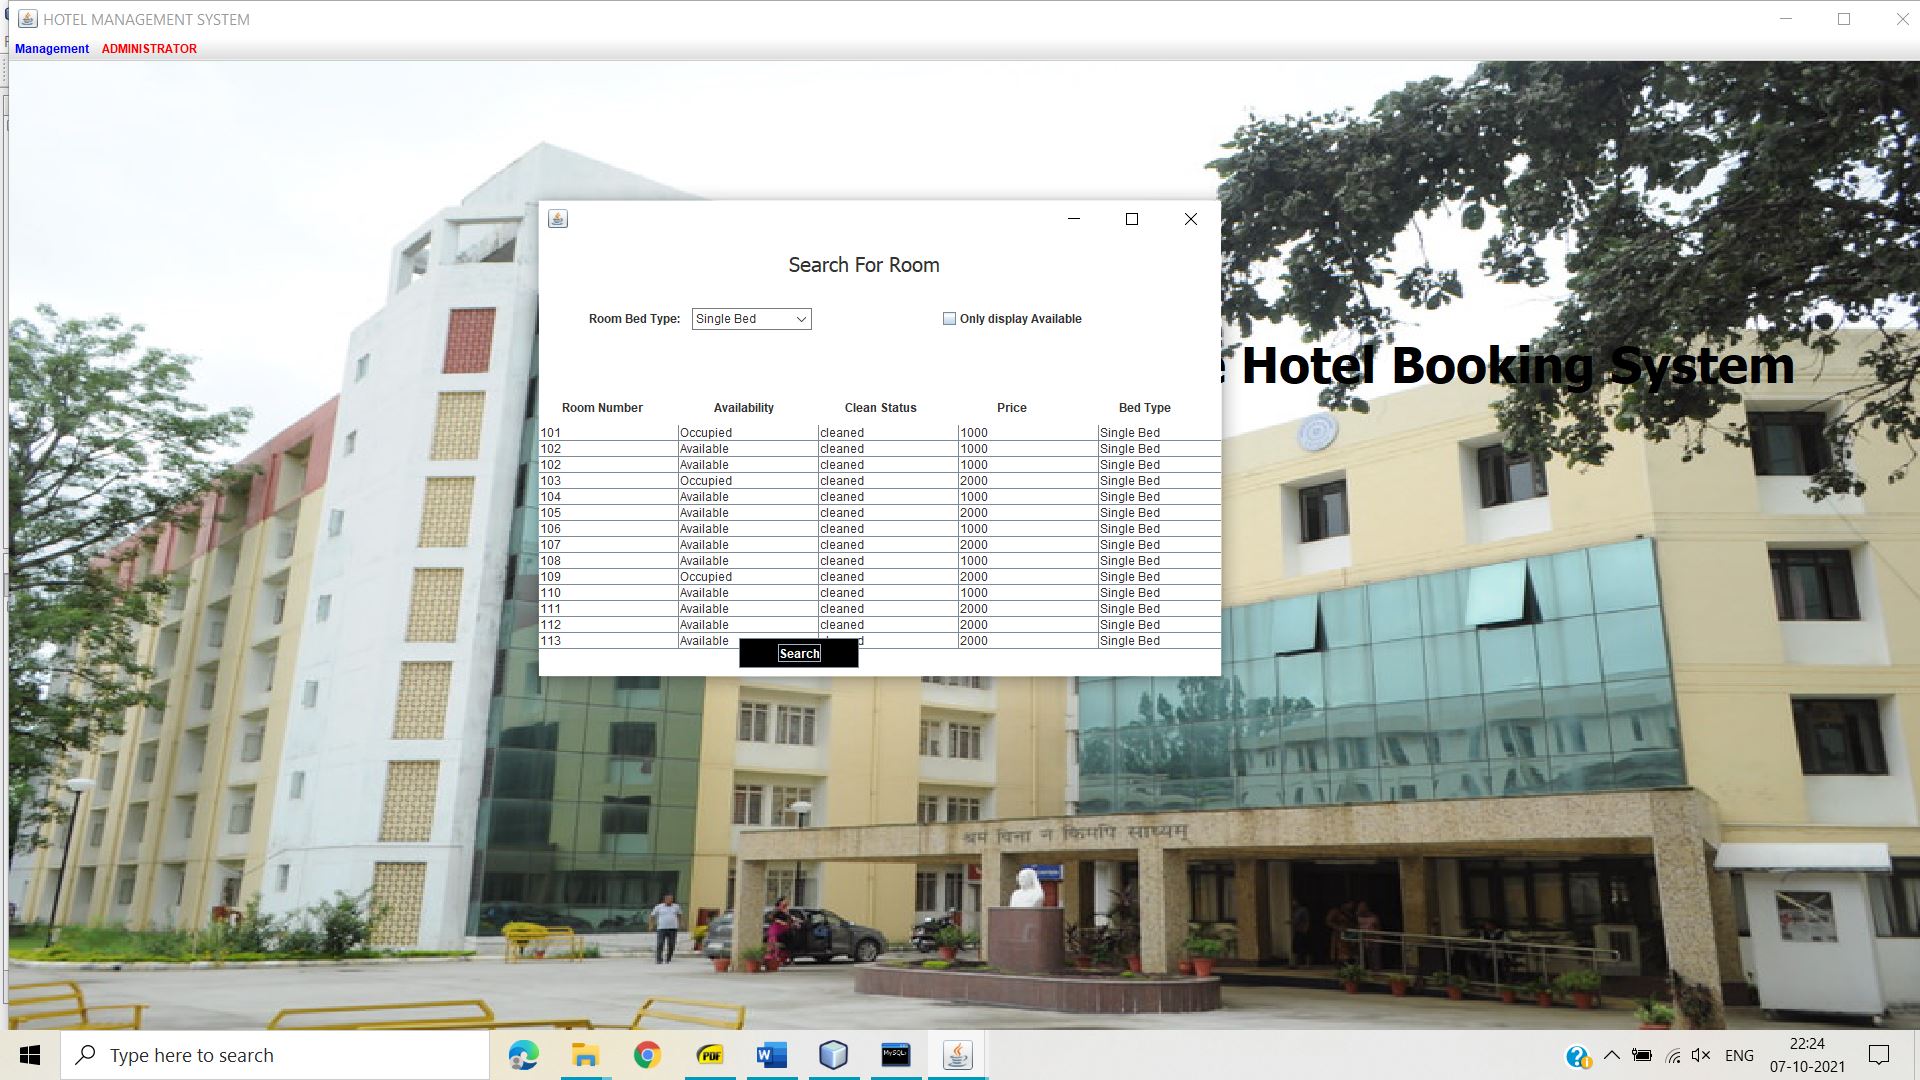 HOTEL MANAGEMENT SYSTEM
Management ADMINISTRATOR
Search For Room
Room Bed Type: Single Bed Only display Available
Hotel Booking System
Room Number Availability Clean Status Price Bed Type
101 Occupied cleaned 1000 Single Bed
102 Available cleaned 1000 Single Bed
102 Available cleaned 1000 Single Bed
103 Occupied cleaned 2000 Single Bed
104 Available cleaned 1000 Single Bed
105 Available cleaned 2000 Single Bed
106 Available cleaned 1000 Single Bed
107 Available cleaned 2000 Single Bed
108 Available cleaned 1000 Single Bed
109 Occupied cleaned 2000 Single Bed
110 Available cleaned 1000 Single Bed
111 Available cleaned 2000 Single Bed
112 Available cleaned 2000 Single Bed
113 Available 2000 Single Bed
Search
श्रमं विना न किमपि साध्यम्
Type here to search
PDF
W
MySQL
ENG
22:24
07-10-2021